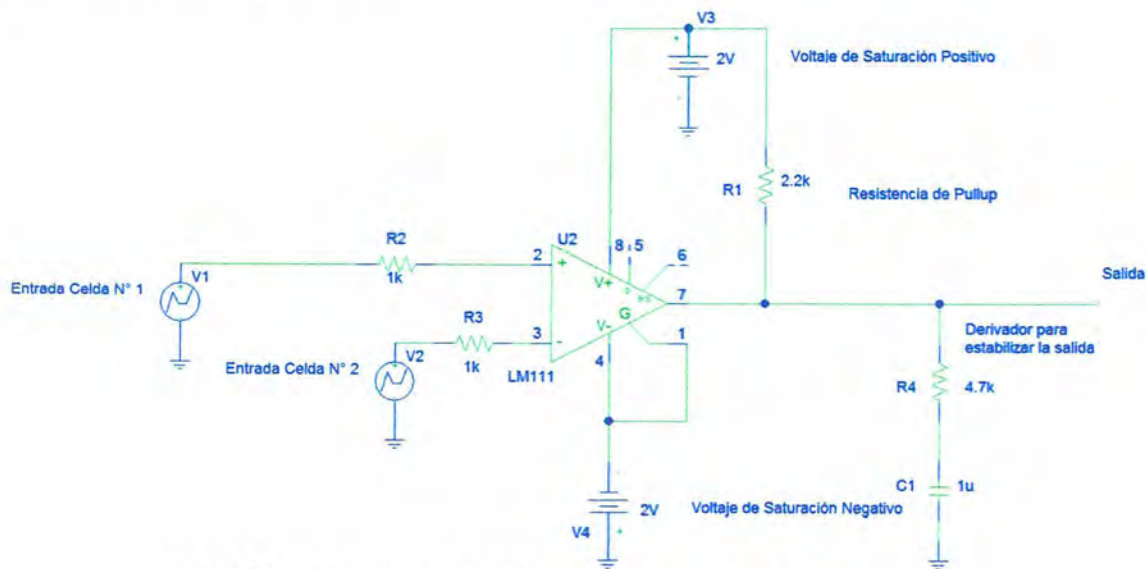 V3
+
2V
Voltaje de Saturación Positivo
R1
2.2k
Resistencia de Pullup
R2
1k
U2
8
5
6
2
+
V+
7
Salida
Entrada Celda N° 1
V1
R3
1k
3
-
G
V-
1
4
LM111
Entrada Celda N° 2
V2
Derivador para
estabilizar la salida
R4
4.7k
C1
1u
2V
V4
+
Voltaje de Saturación Negativo